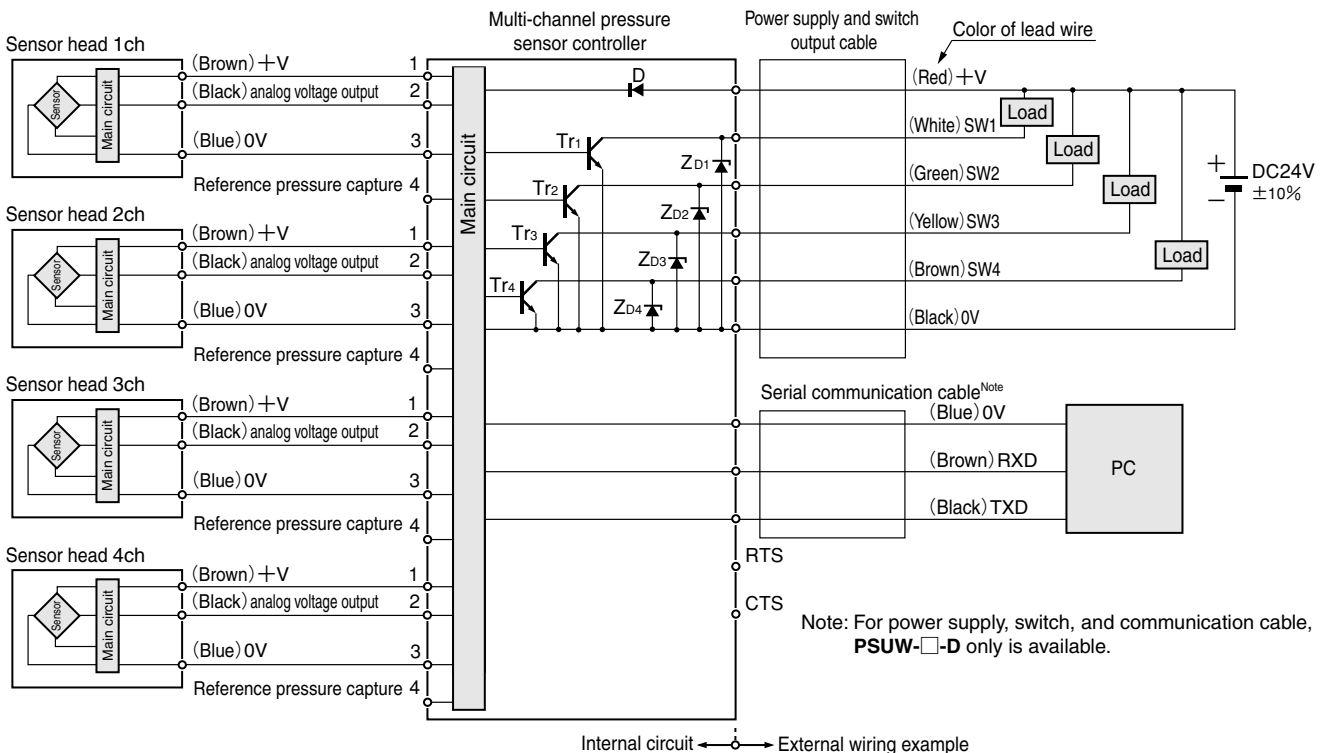 Multi-channel pressure
sensor controller
Power supply and switch
output cable
Color of lead wire
Sensor head 1ch
Sensor
Main circuit
(Brown)+V 1
(Black) analog voltage output 2
(Blue) 0V 3
Reference pressure capture 4
Sensor head 2ch
Sensor
Main circuit
(Brown)+V 1
(Black) analog voltage output 2
(Blue) 0V 3
Reference pressure capture 4
Sensor head 3ch
Sensor
Main circuit
(Brown)+V 1
(Black) analog voltage output 2
(Blue) 0V 3
Reference pressure capture 4
Sensor head 4ch
Sensor
Main circuit
(Brown)+V 1
(Black) analog voltage output 2
(Blue) 0V 3
Reference pressure capture 4
Main circuit
D
Tr1
ZD1
Tr2
ZD2
Tr3
ZD3
Tr4
ZD4
(Red)+V
(White) SW1
(Green) SW2
(Yellow) SW3
(Brown) SW4
(Black) 0V
Load
Load
Load
Load
+
−
DC24V
±10%
Serial communication cable Note
(Blue) 0V
(Brown) RXD
(Black) TXD
PC
RTS
CTS
Note: For power supply, switch, and communication cable,
PSUW-□-D only is available.
Internal circuit
External wiring example